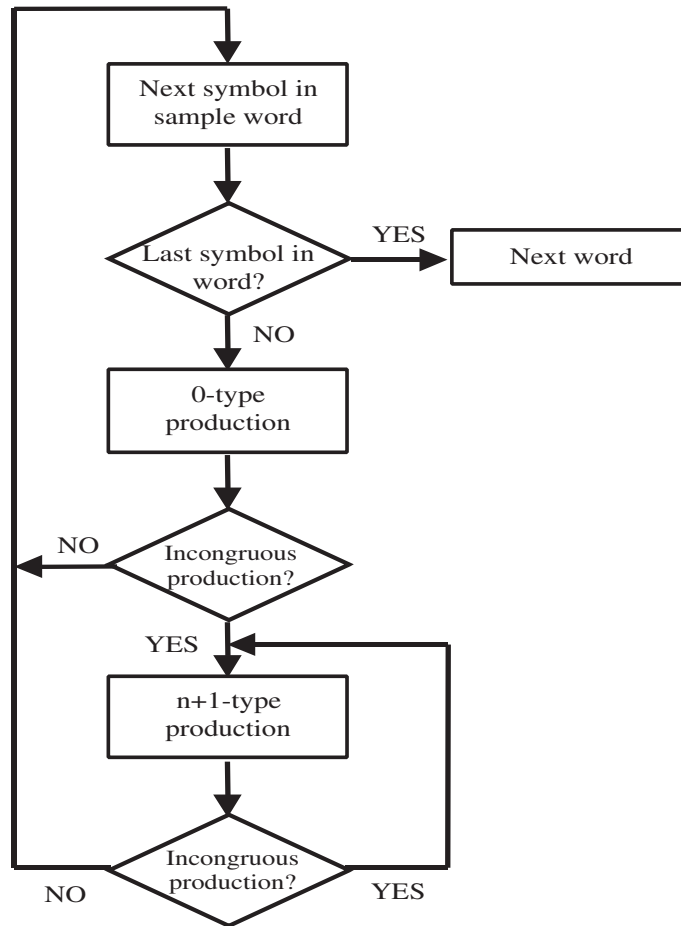 Next symbol in
sample word
Last symbol in
word?
YES
Next word
NO
0-type
production
Incongruous
production?
NO
YES
n+1-type
production
Incongruous
production?
NO
YES